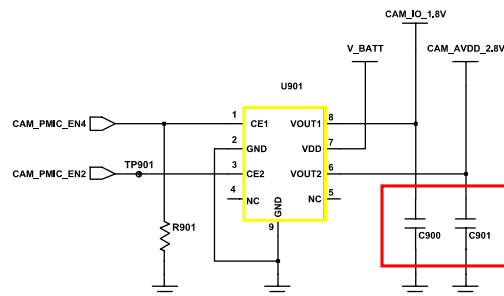 CAM_IO_1.8V
V_BATT
CAM_AVDD_2.8V
U901
CAM_PMIC_EN4
1
CE1
VOUT1
8
2
GND
VDD
7
CAM_PMIC_EN2
TP901
3
CE2
VOUT2
6
4
NC
NC
5
GND
9
R901
C900
C901